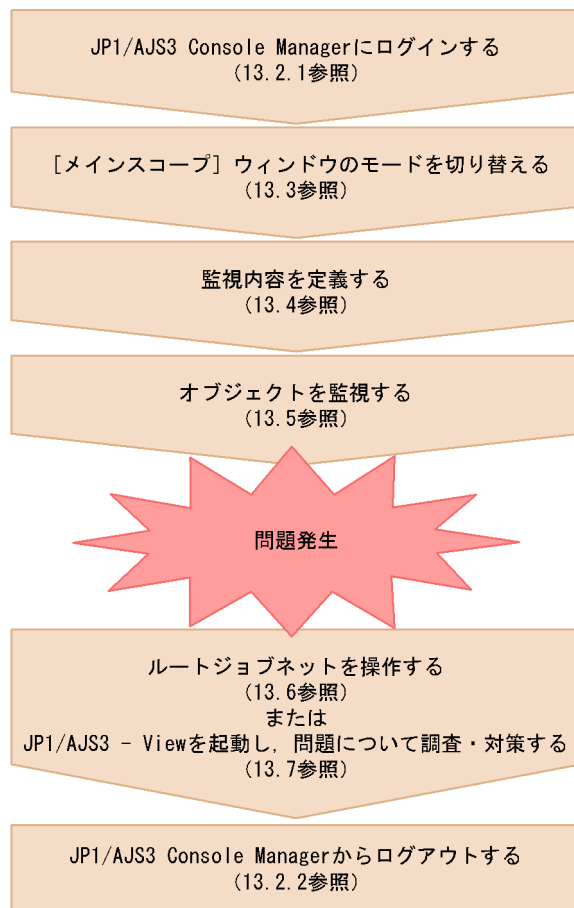 JP1/AJS3 Console Managerにログインする
(13.2.1参照)
［メインスコープ］ウィンドウのモードを切り替える
(13.3参照)
監視内容を定義する
(13.4参照)
オブジェクトを監視する
(13.5参照)
問題発生
ルートジョブネットを操作する
(13.6参照)
または
JP1/AJS3 - Viewを起動し，問題について調査・対策する
(13.7参照)
JP1/AJS3 Console Managerからログアウトする
(13.2.2参照)